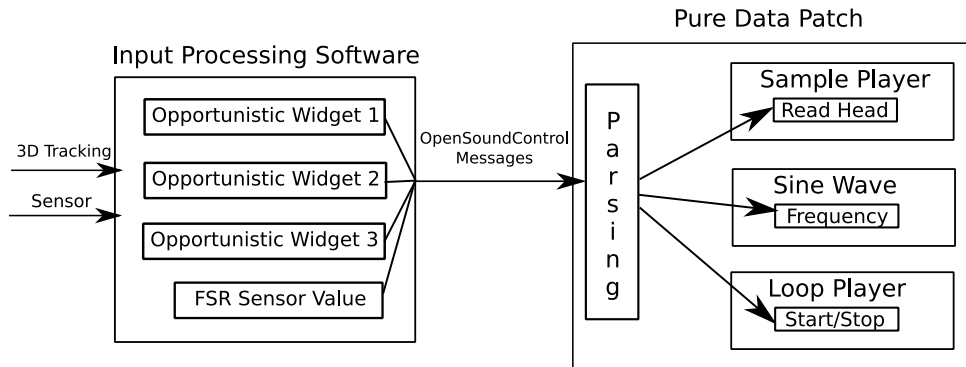 Pure Data Patch
Input Processing Software
3D Tracking
Sensor
Opportunistic Widget 1
Opportunistic Widget 2
Opportunistic Widget 3
FSR Sensor Value
OpenSoundControl
Messages
Parsing
Sample Player
Read Head
Sine Wave
Frequency
Loop Player
Start/Stop